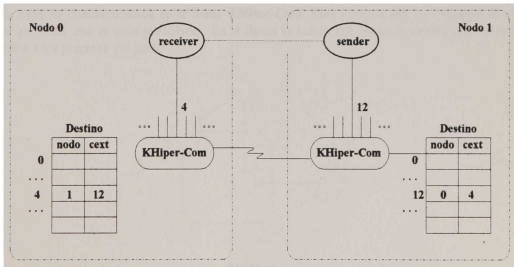 Nodo 0
receiver
4
... ...
KHiper-Com
Destino
nodo cext
0
...
4 1 12
...
Nodo 1
sender
12
... ...
KHiper-Com
Destino
nodo cext
0
...
12 0 4
...